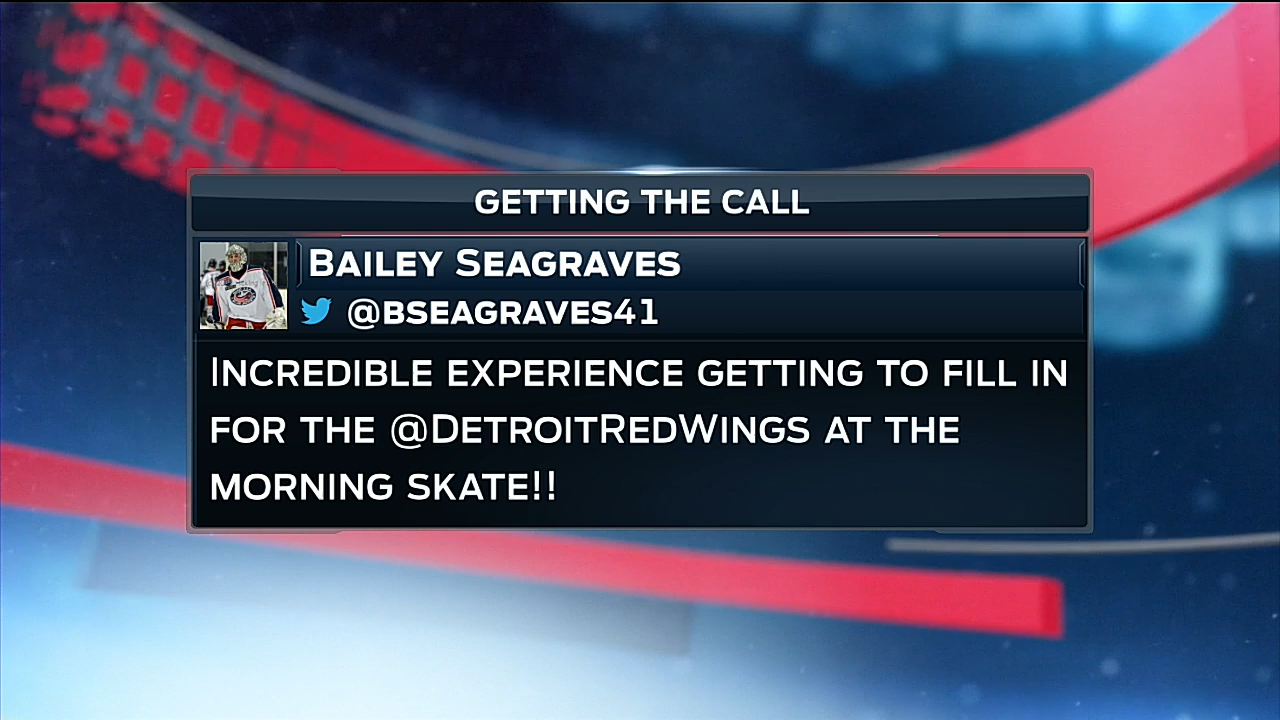 GETTING THE CALL
BAILEY SEAGRAVES
@BSEAGRAVES41
INCREDIBLE EXPERIENCE GETTING TO FILL IN
FOR THE @DETROITREDWINGS AT THE
MORNING SKATE!!